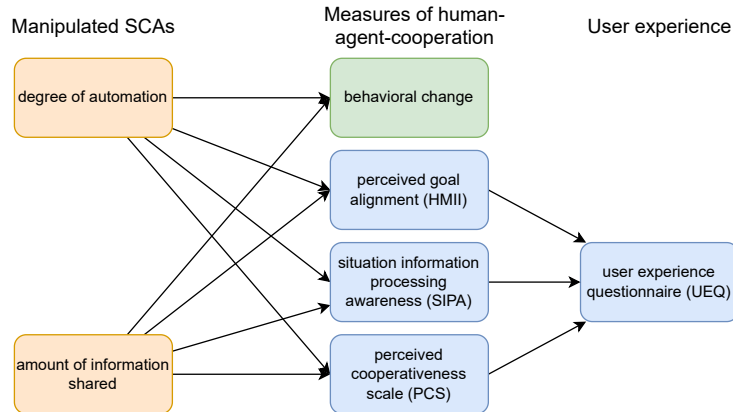 Manipulated SCAs
Measures of human-
agent-cooperation
User experience
degree of automation
behavioral change
perceived goal
alignment (HMII)
situation information
processing
awareness (SIPA)
user experience
questionnaire (UEQ)
amount of information
shared
perceived
cooperativeness
scale (PCS)